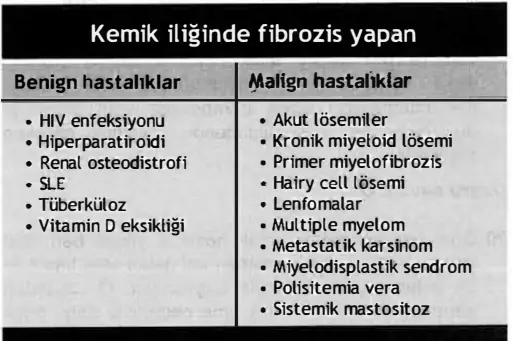 Kemik iliğinde fibrozis yapan
Benign hastalıklar
• HIV enfeksiyonu
• Hiperparatiroidi
• Renal osteodistrofi
• SLE
• Tüberküloz
• Vitamin D eksikliği
Malign hastalıklar
• Akut lösemiler
• Kronik miyeloid lösemi
• Primer miyelofibrozis
• Hairy cell lösemi
• Lenfomalar
• Multiple myelom
• Metastatik karsinom
• Miyelodisplastik sendrom
• Polisitemia vera
• Sistemik mastositoz